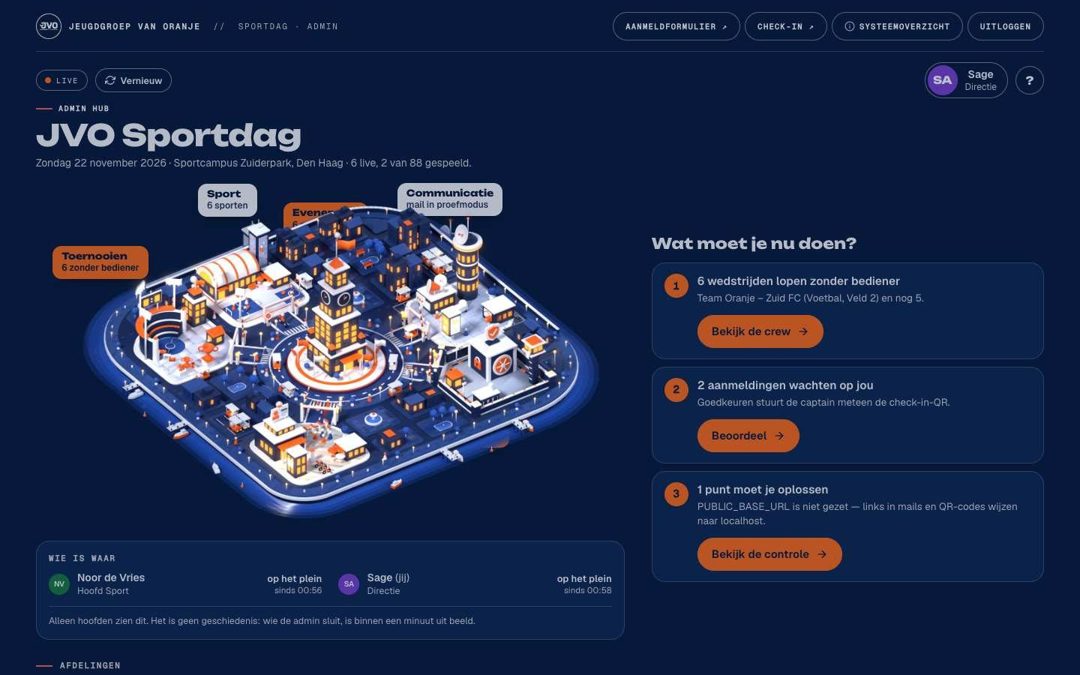 JVO JEUGDGROEP VAN ORANJE // SPORTDAG · ADMIN
AANMELDFORMULIER ↗
CHECK-IN ↗
SYSTEEMOVERZICHT
UITLOGGEN
LIVE
Vernieuw
SA
Sage
Directie
?
ADMIN HUB
JVO Sportdag
Zondag 22 november 2026 · Sportcampus Zuiderpark, Den Haag · 6 live, 2 van 88 gespeeld.
Sport
6 sporten
Communicatie
mail in proefmodus
Toernooien
6 zonder bediener
Wat moet je nu doen?
1
6 wedstrijden lopen zonder bediener
Team Oranje – Zuid FC (Voetbal, Veld 2) en nog 5.
Bekijk de crew →
2
2 aanmeldingen wachten op jou
Goedkeuren stuurt de captain meteen de check-in-QR.
Beoordeel →
3
1 punt moet je oplossen
PUBLIC_BASE_URL is niet gezet — links in mails en QR-codes wijzen
naar localhost.
Bekijk de controle →
WIE IS WAAR
NV
Noor de Vries
Hoofd Sport
op het plein
sinds 00:56
SA
Sage (jij)
Directie
op het plein
sinds 00:58
Alleen hoofden zien dit. Het is geen geschiedenis: wie de admin sluit, is binnen een minuut uit beeld.
AFDELINGEN